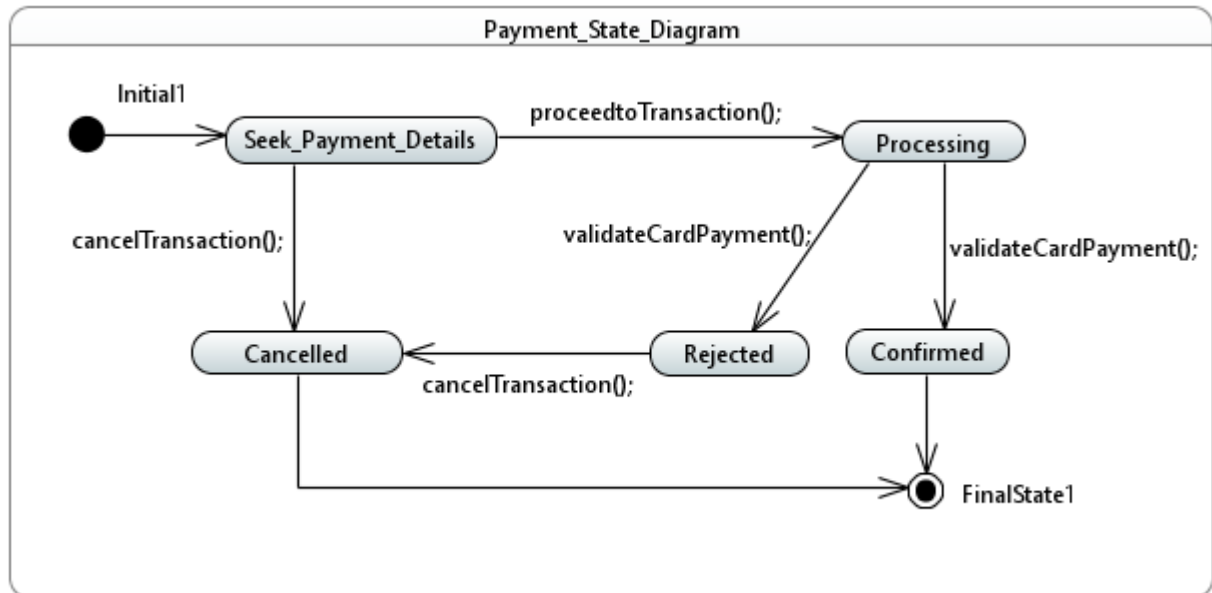 Payment_State_Diagram
Initial1
proceedtoTransaction();
Seek_Payment_Details
Processing
cancelTransaction();
validateCardPayment();
validateCardPayment();
Cancelled
Rejected
Confirmed
cancelTransaction();
FinalState1